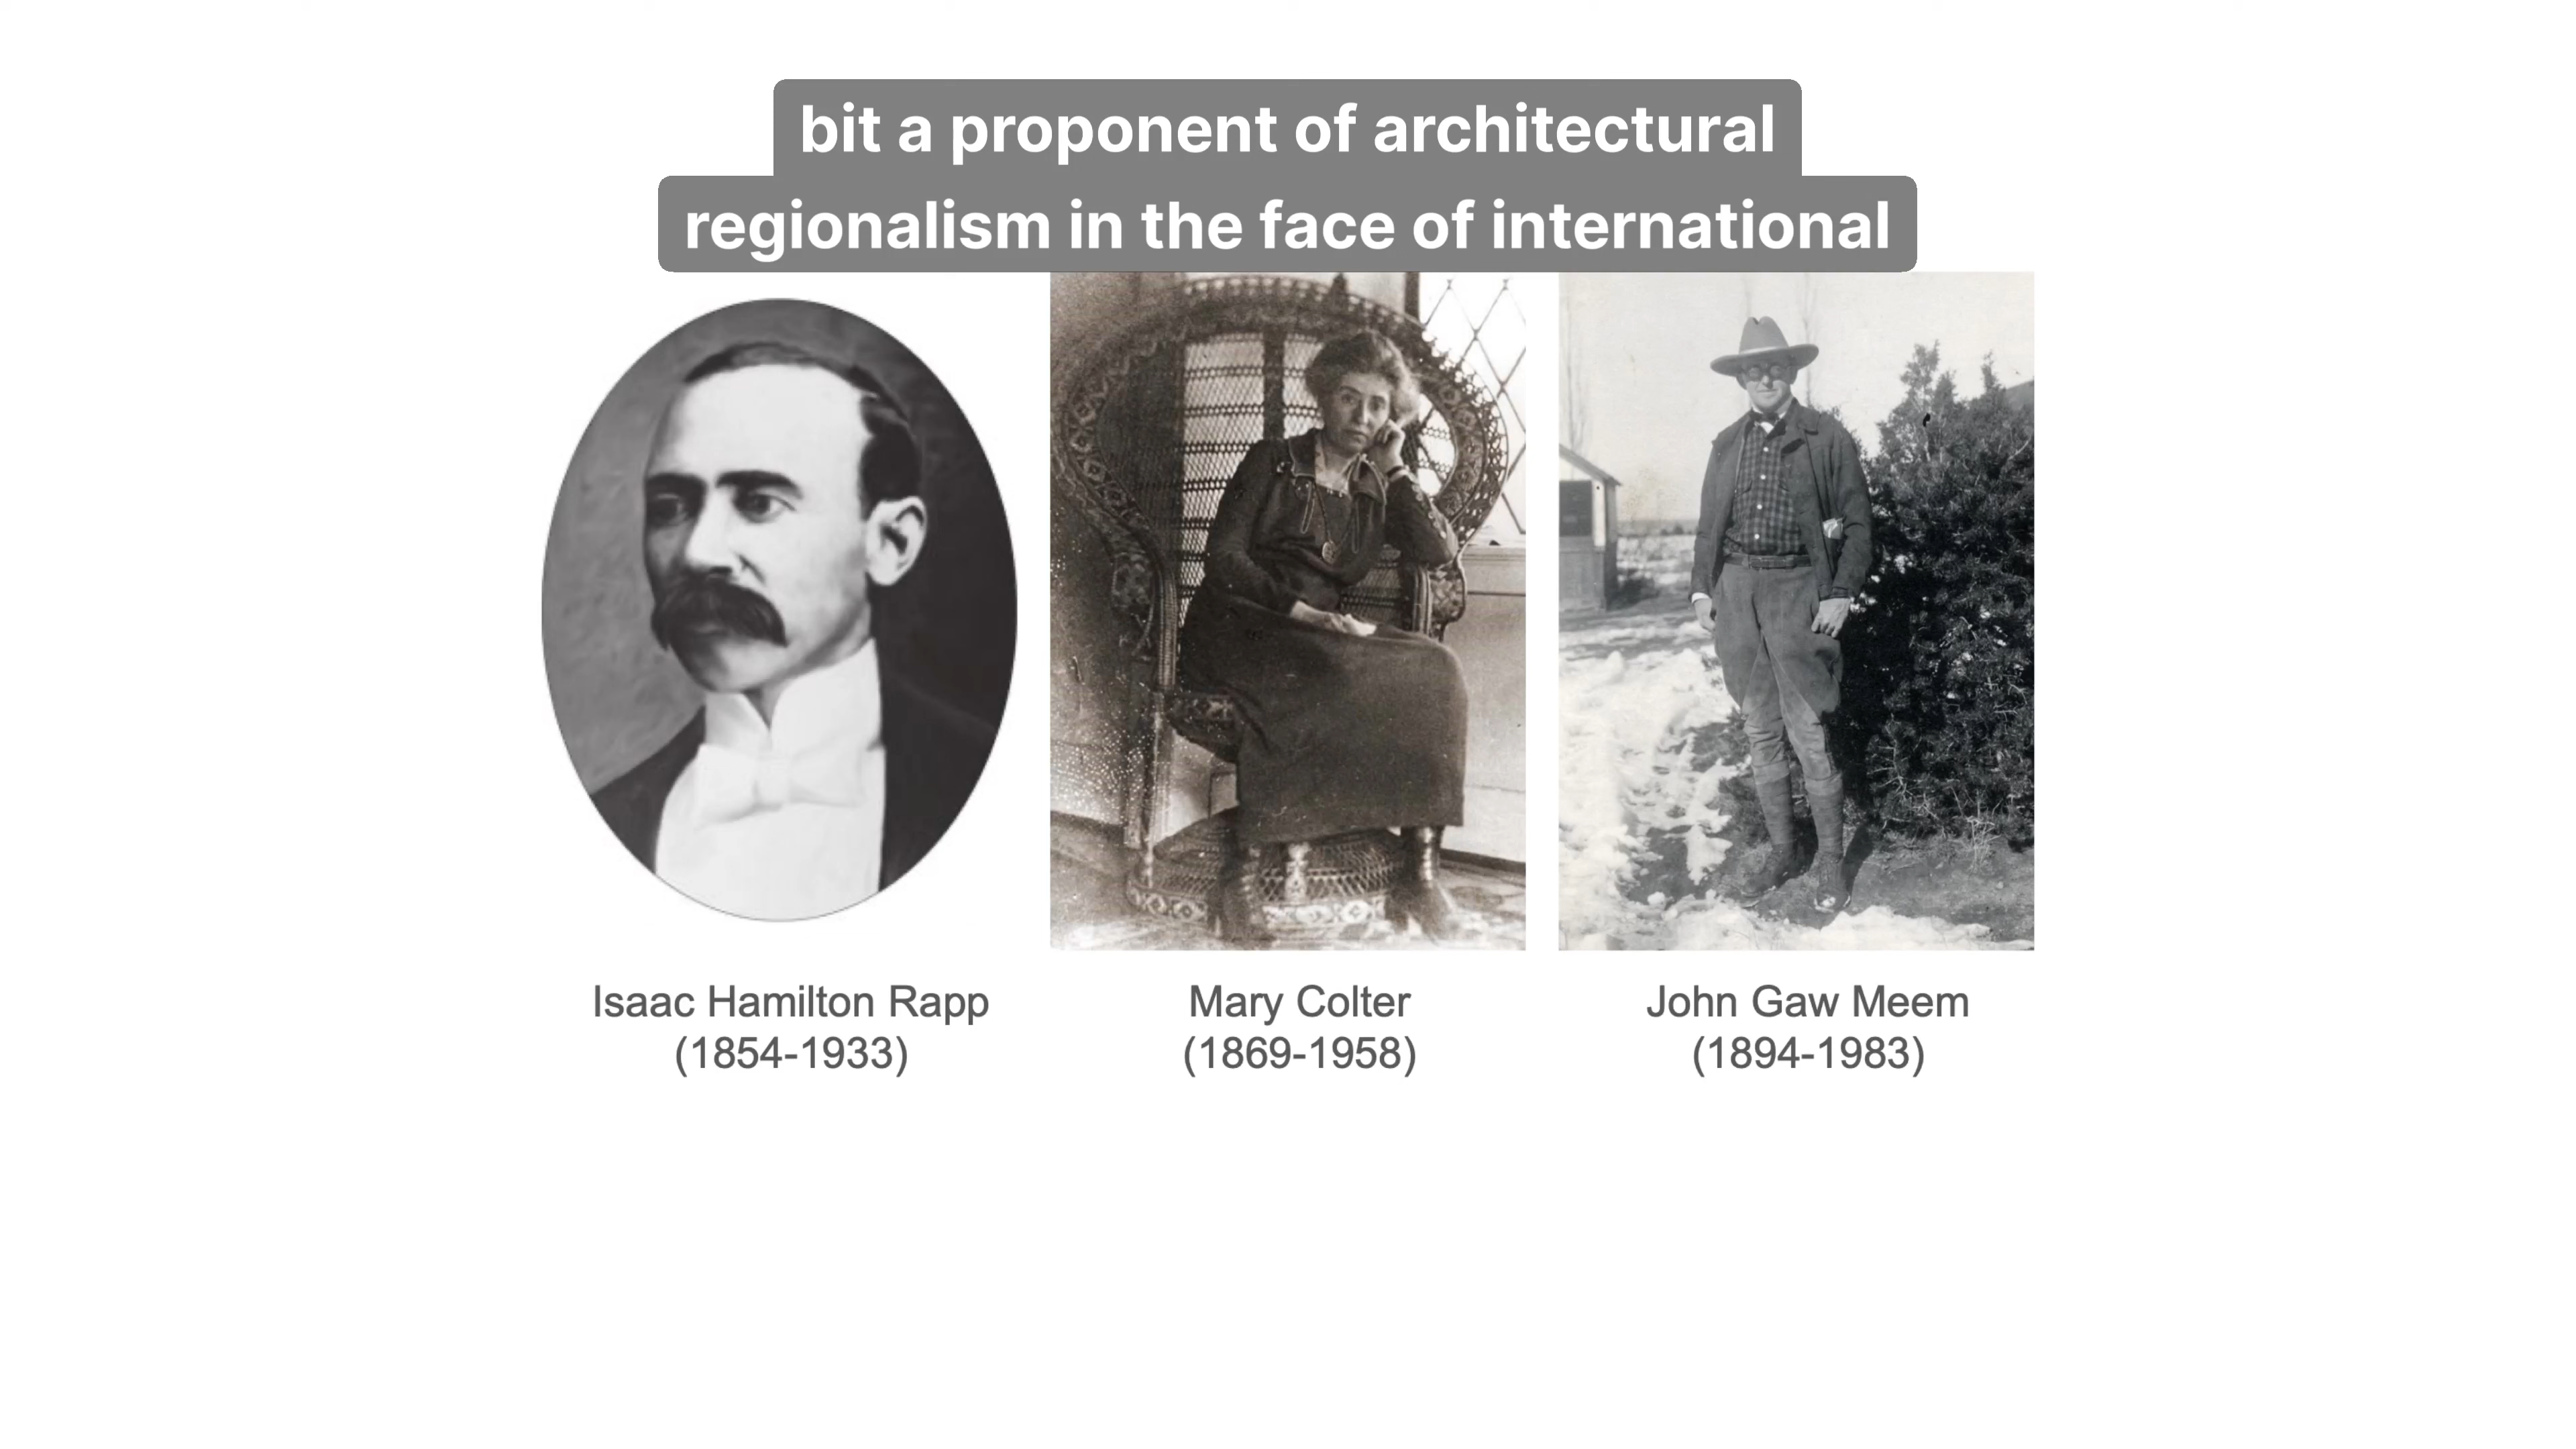 bit a proponent of architectural
regionalism in the face of international
Isaac Hamilton Rapp
(1854-1933)
Mary Colter
(1869-1958)
John Gaw Meem
(1894-1983)